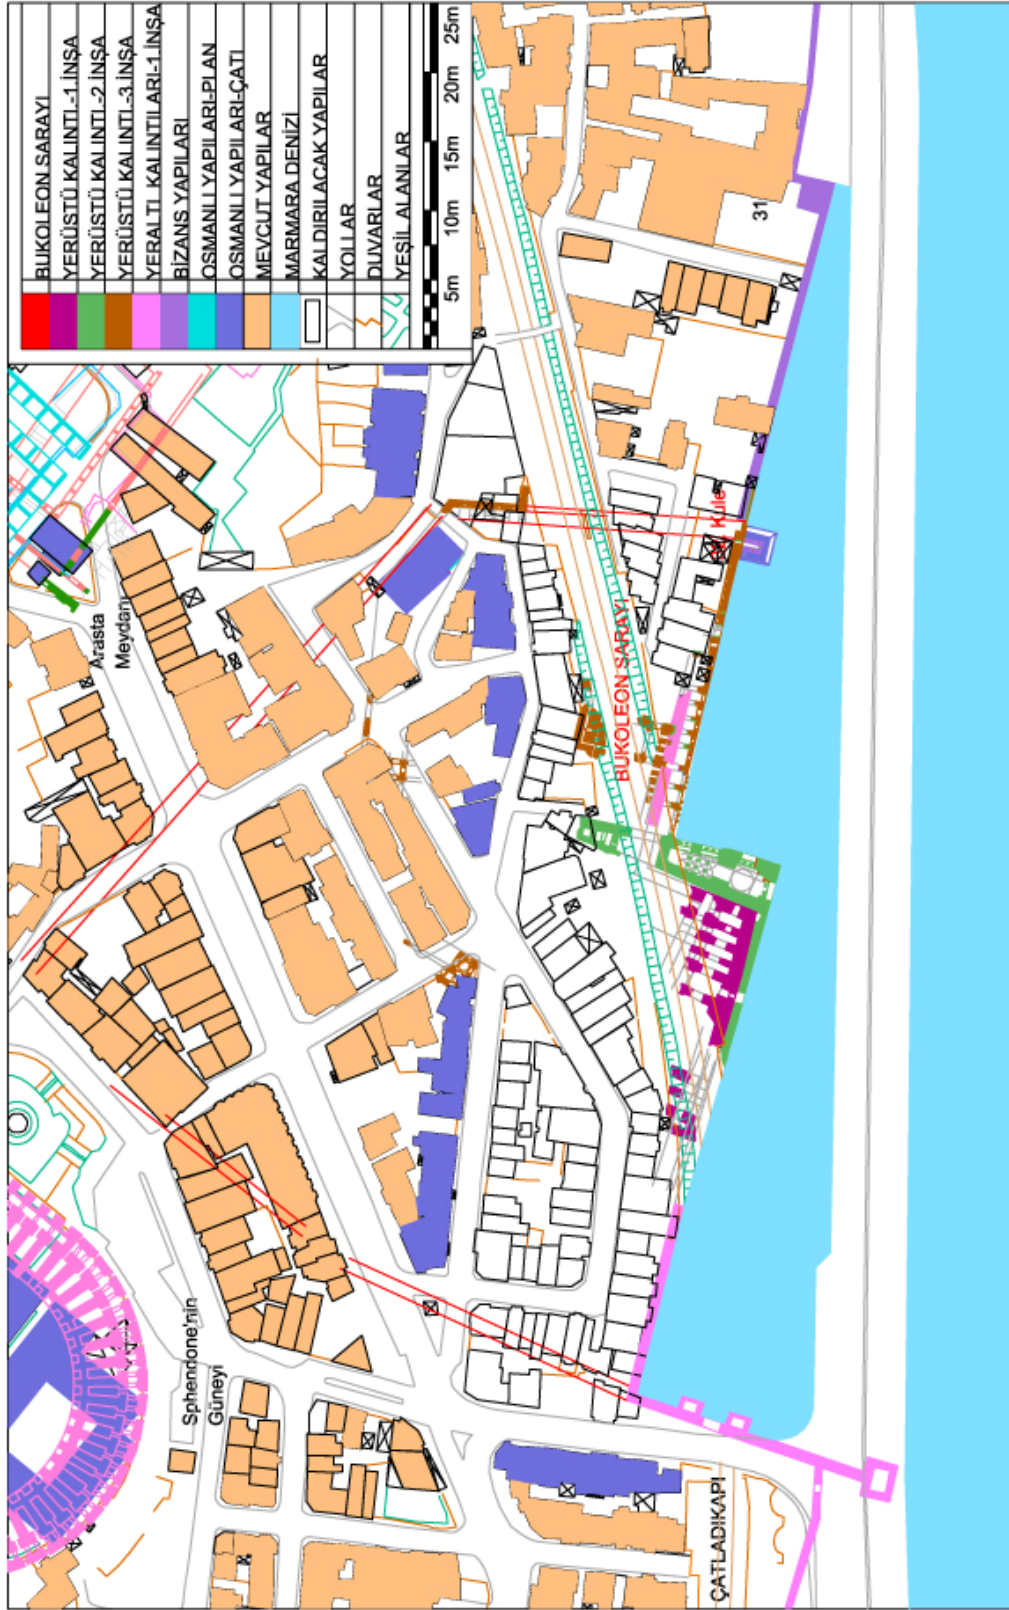 BUKOLEON SARAYI
YERÜSTÜ KALINTI.-1.İNŞA
YERÜSTÜ KALINTI-2.İNŞA
YERÜSTÜ KALINTI-3.İNŞA
YERALTI KALINTILARI-1.İNŞA
BİZANS YAPILARI
OSMANLI YAPILARI-PLAN
OSMANLI YAPILARI-ÇATI
MEVCUT YAPILAR
MARMARA DENİZİ
KALDIRILACAK YAPILAR
YOLLAR
DUVARLAR
YEŞİL ALANLAR
5m 10m 15m 20m 25m
Arasta
Meydanı
Sphendone'nin
Güneyi
BUKOLEON SARAYI
Kule
31
ÇATLADIKAPI